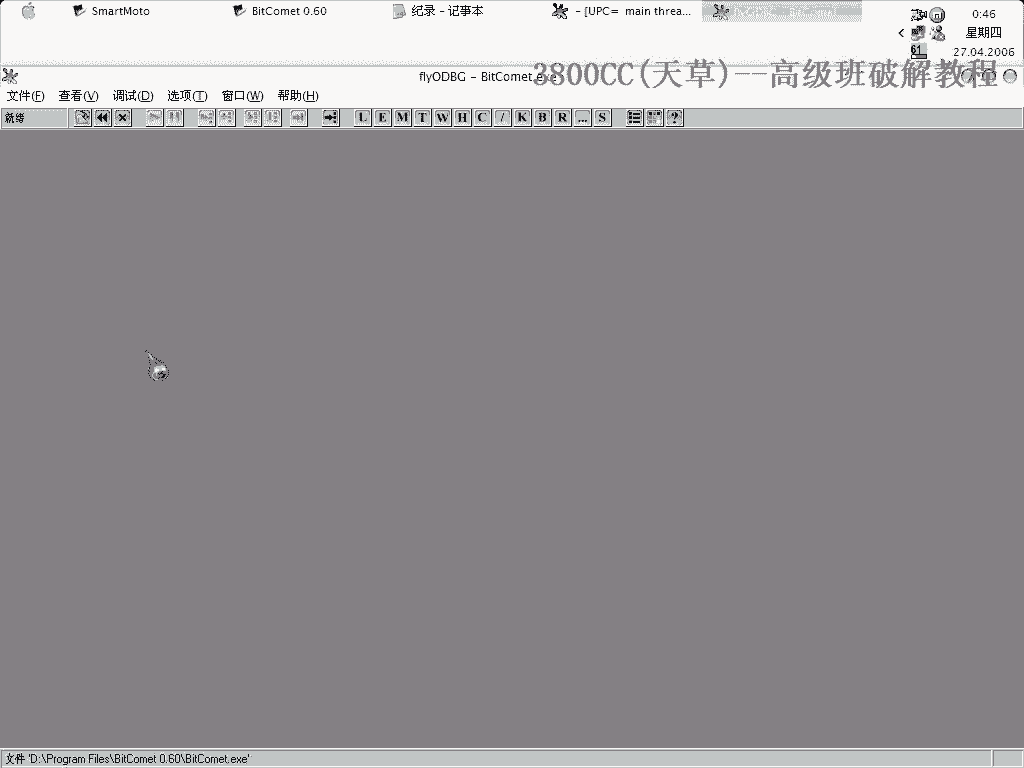 SmartMoto
BitComet 0.60
纪录 - 记事本
- [UPC= main threa...
0:46
星期四
61
27.04.2006
flyODBG - BitComet.exe
3800CC(天草)--高级班破解教程
文件(F) 查看(V) 调试(D) 选项(T) 窗口(W) 帮助(H)
就绪
L E M T W H C / K B R ... S ?
文件 'D:\Program Files\BitComet 0.60\BitComet.exe'